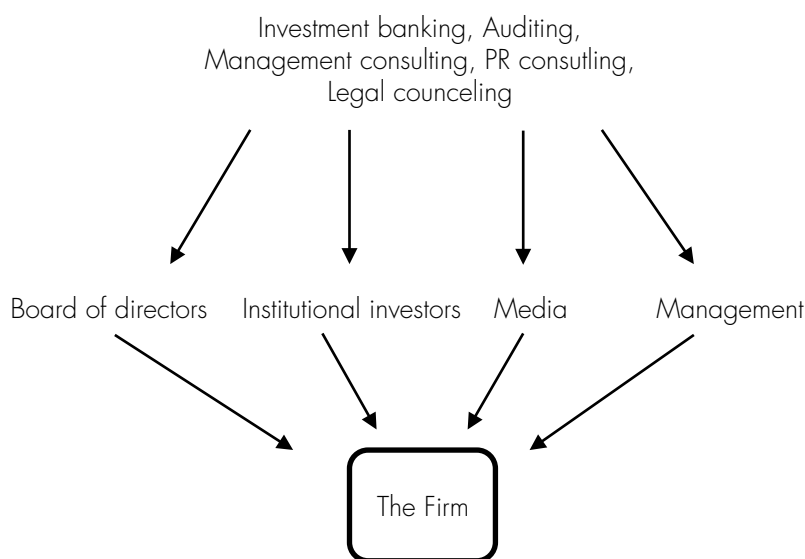 Investment banking, Auditing,
Management consulting, PR consutling,
Legal counceling
Board of directors
Institutional investors
Media
Management
The Firm